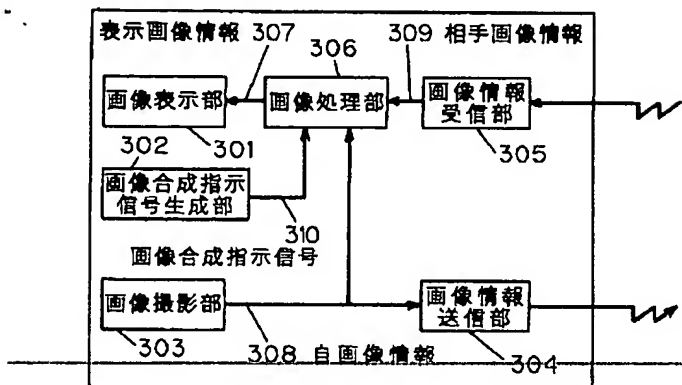 表示画像情報 307
306
309 相手画像情報
画像表示部
画像処理部
画像情報
受信部
302
301
305
画像合成指示
信号生成部
310
画像合成指示信号
画像撮影部
画像情報
送信部
303
308 自画像情報
304